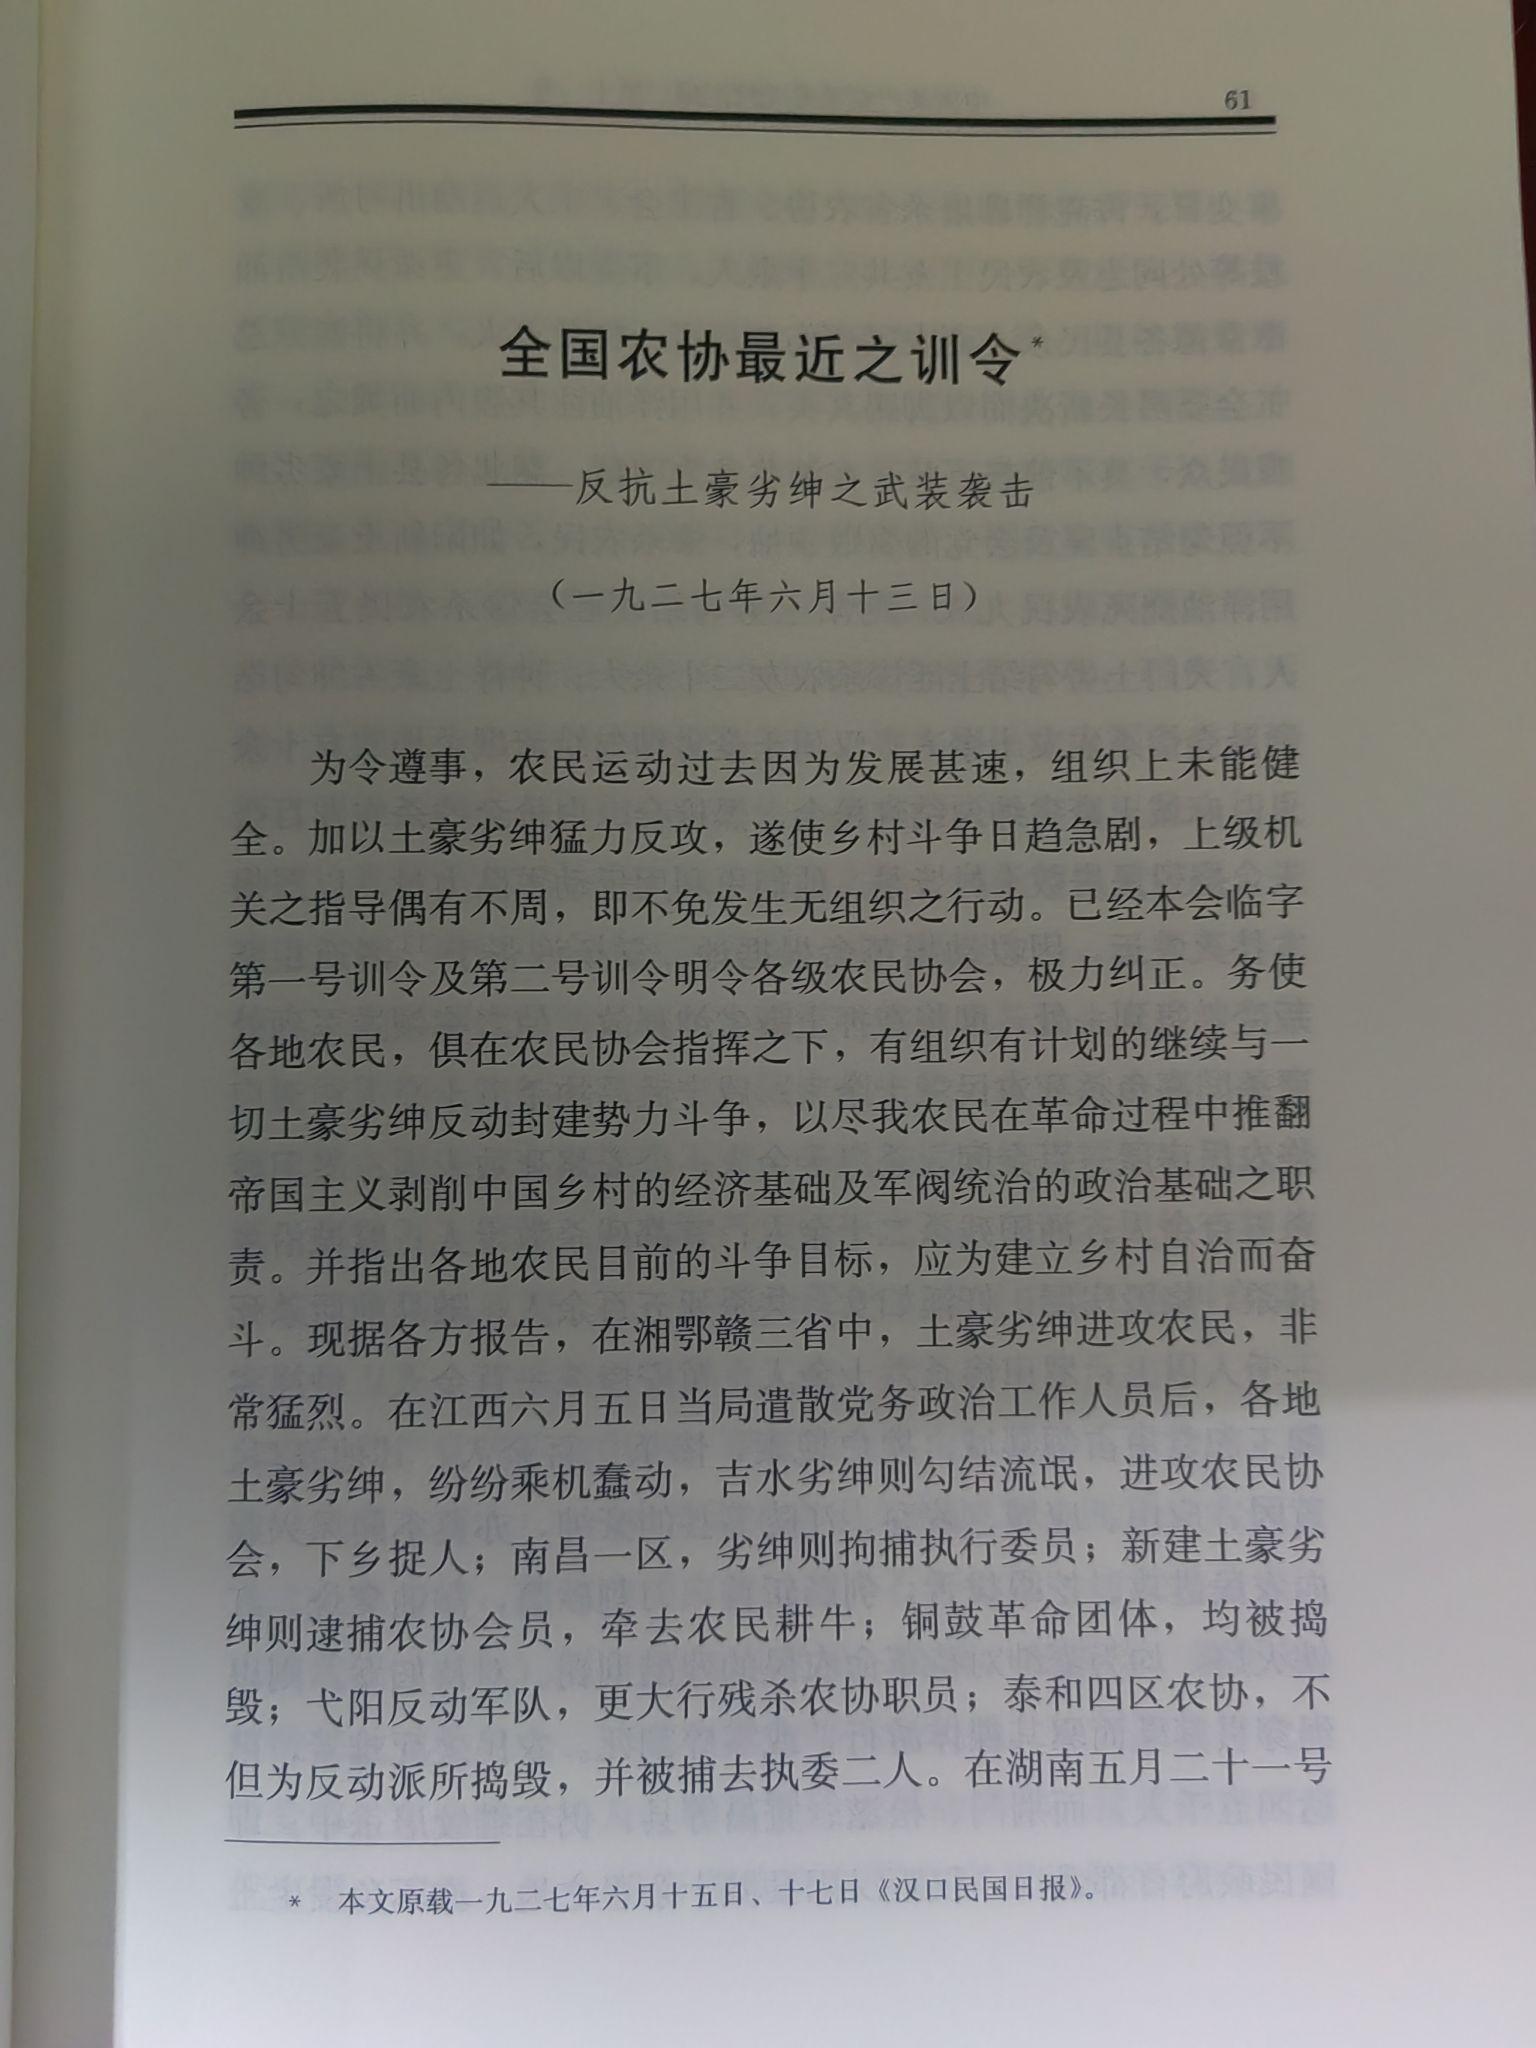 61
全国农协最近之训令*
——反抗土豪劣绅之武装袭击
（一九二七年六月十三日）
为令遵事，农民运动过去因为发展甚速，组织上未能健
全。加以土豪劣绅猛力反攻，遂使乡村斗争日趋急剧，上级机
关之指导偶有不周，即不免发生无组织之行动。已经本会临字
第一号训令及第二号训令明令各级农民协会，极力纠正。务使
各地农民，俱在农民协会指挥之下，有组织有计划的继续与一
切土豪劣绅反动封建势力斗争，以尽我农民在革命过程中推翻
帝国主义剥削中国乡村的经济基础及军阀统治的政治基础之职
责。并指出各地农民目前的斗争目标，应为建立乡村自治而奋
斗。现据各方报告，在湘鄂赣三省中，土豪劣绅进攻农民，非
常猛烈。在江西六月五日当局遣散党务政治工作人员后，各地
土豪劣绅，纷纷乘机蠢动，吉水劣绅则勾结流氓，进攻农民协
会，下乡捉人；南昌一区，劣绅则拘捕执行委员；新建土豪劣
绅则逮捕农协会员，牵去农民耕牛；铜鼓革命团体，均被捣
毁；弋阳反动军队，更大行残杀农协职员；泰和四区农协，不
但为反动派所捣毁，并被捕去执委二人。在湖南五月二十一号
* 本文原载一九二七年六月十五日、十七日《汉口民国日报》。